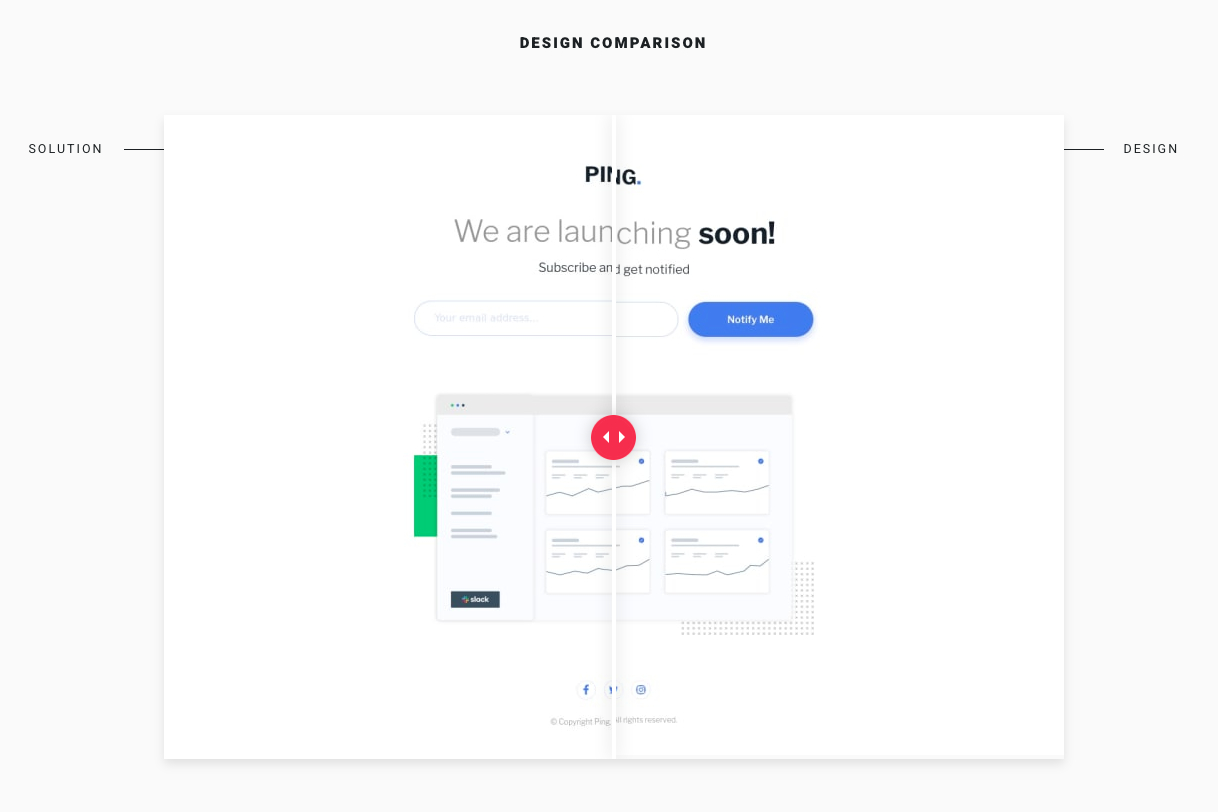 DESIGN COMPARISON
SOLUTION
DESIGN
PING.
We are launching soon!
Subscribe and get notified
Your email address...
Notify Me
slack
© Copyright Ping. All rights reserved.